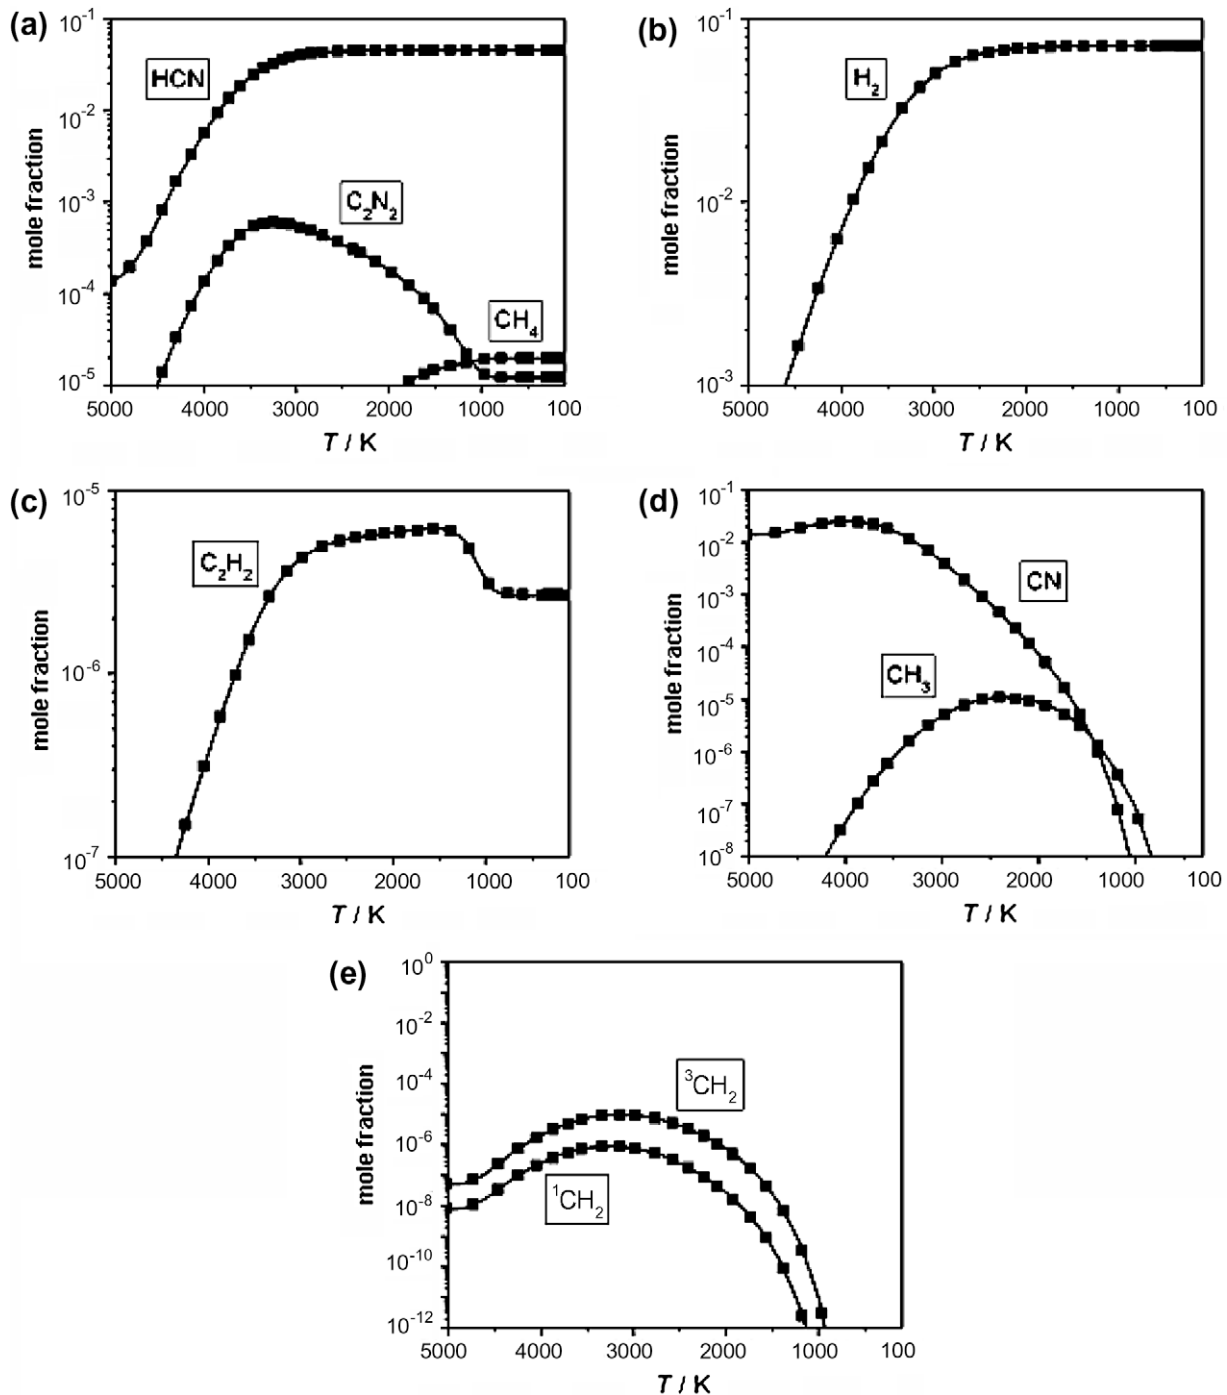 (a)
10⁻¹
10⁻²
10⁻³
10⁻⁴
10⁻⁵
mole fraction
HCN
C₂N₂
CH₄
5000 4000 3000 2000 1000 100
T / K
(b)
10⁻¹
10⁻²
10⁻³
mole fraction
H₂
5000 4000 3000 2000 1000 100
T / K
(c)
10⁻⁵
10⁻⁶
10⁻⁷
mole fraction
C₂H₂
5000 4000 3000 2000 1000 100
T / K
(d)
10⁻¹
10⁻²
10⁻³
10⁻⁴
10⁻⁵
10⁻⁶
10⁻⁷
10⁻⁸
mole fraction
CN
CH₃
5000 4000 3000 2000 1000 100
T / K
(e)
10⁰
10⁻²
10⁻⁴
10⁻⁶
10⁻⁸
10⁻¹⁰
10⁻¹²
mole fraction
³CH₂
¹CH₂
5000 4000 3000 2000 1000 100
T / K